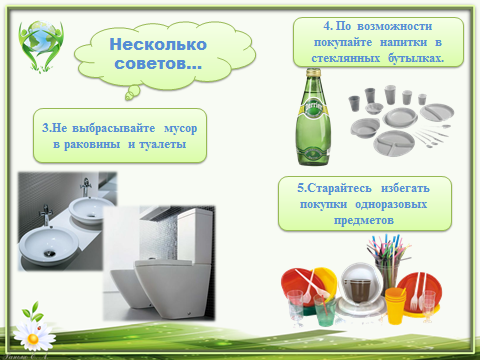 Несколько
советов...
3.Не выбрасывайте мусор
в раковины и туалеты
4. По возможности
покупайте напитки в
стеклянных бутылках.
Perrier
5.Старайтесь избегать
покупки одноразовых
предметов